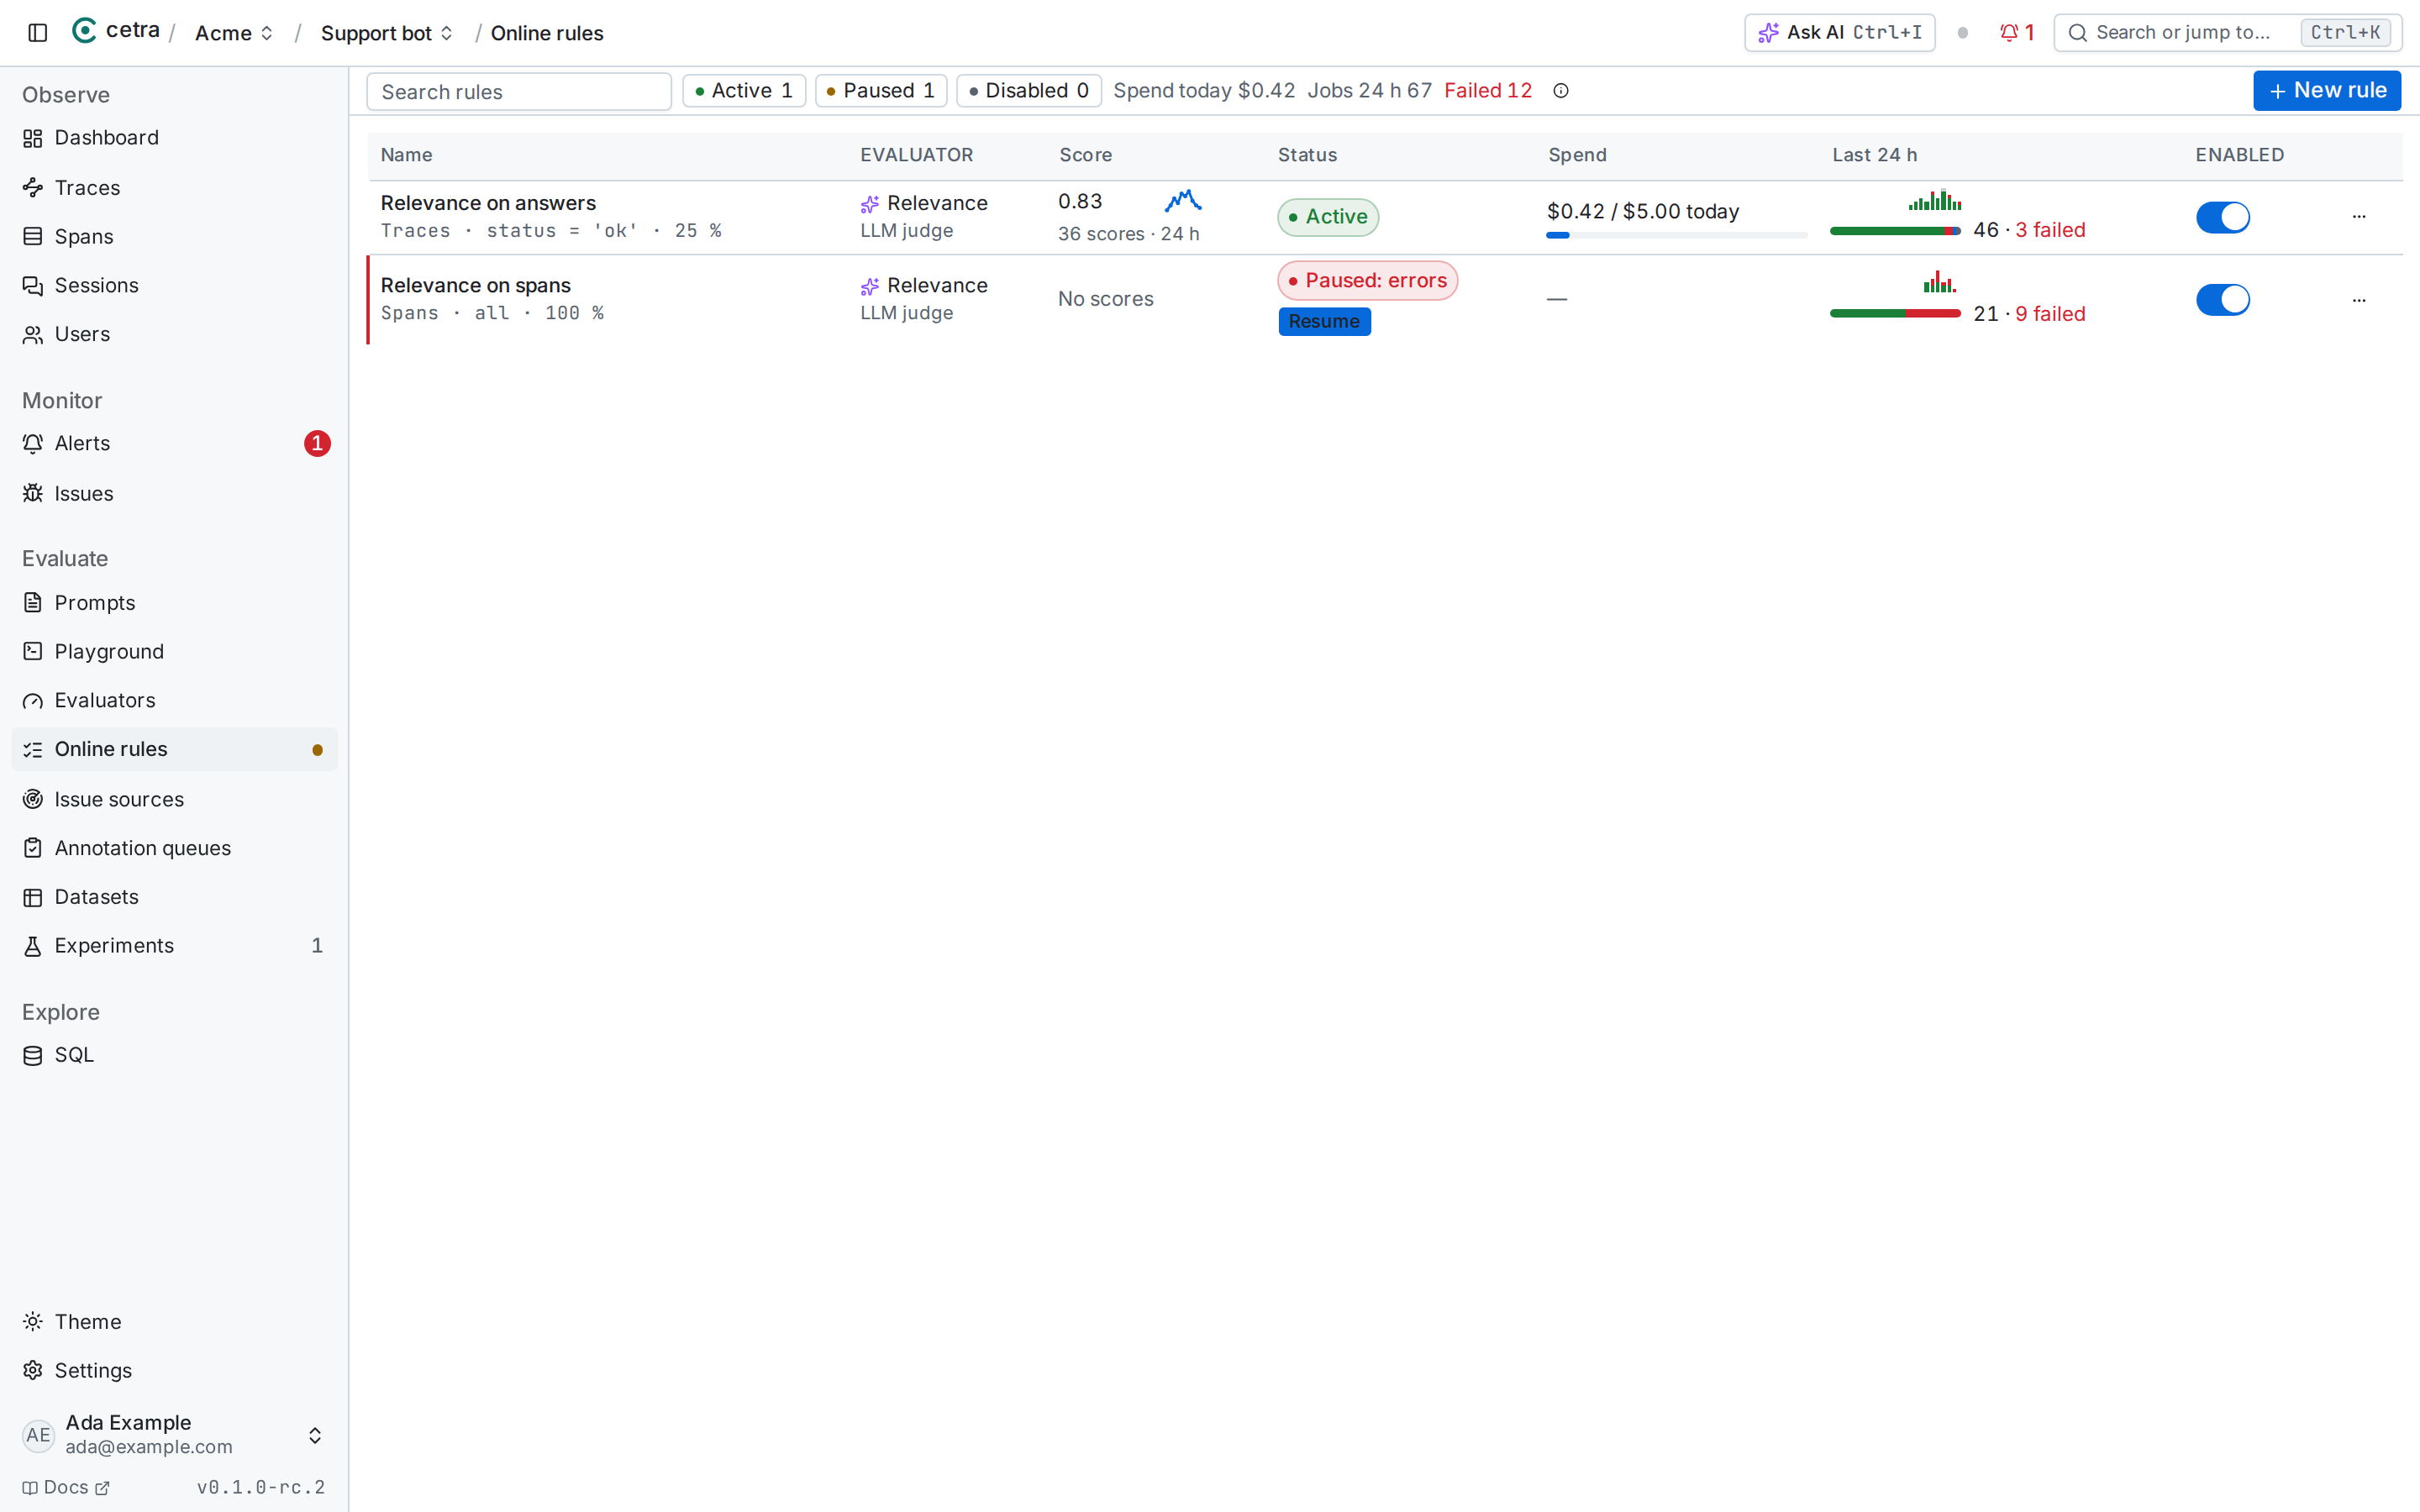 cetra / Acme / Support bot / Online rules
Ask AI Ctrl+I
1
Search or jump to... Ctrl+K
Observe
Dashboard
Traces
Spans
Sessions
Users
Monitor
Alerts 1
Issues
Evaluate
Prompts
Playground
Evaluators
Online rules
Issue sources
Annotation queues
Datasets
Experiments 1
Explore
SQL
Theme
Settings
AE
Ada Example
ada@example.com
Docs v0.1.0-rc.2
Search rules
Active 1
Paused 1
Disabled 0
Spend today $0.42 Jobs 24 h 67 Failed 12
+ New rule
Name EVALUATOR Score Status Spend Last 24 h ENABLED
Relevance on answers
Traces · status = 'ok' · 25 %
Relevance
LLM judge
0.83
36 scores · 24 h
Active
$0.42 / $5.00 today
46 · 3 failed
...
Relevance on spans
Spans · all · 100 %
Relevance
LLM judge
No scores
Paused: errors
Resume
—
21 · 9 failed
...